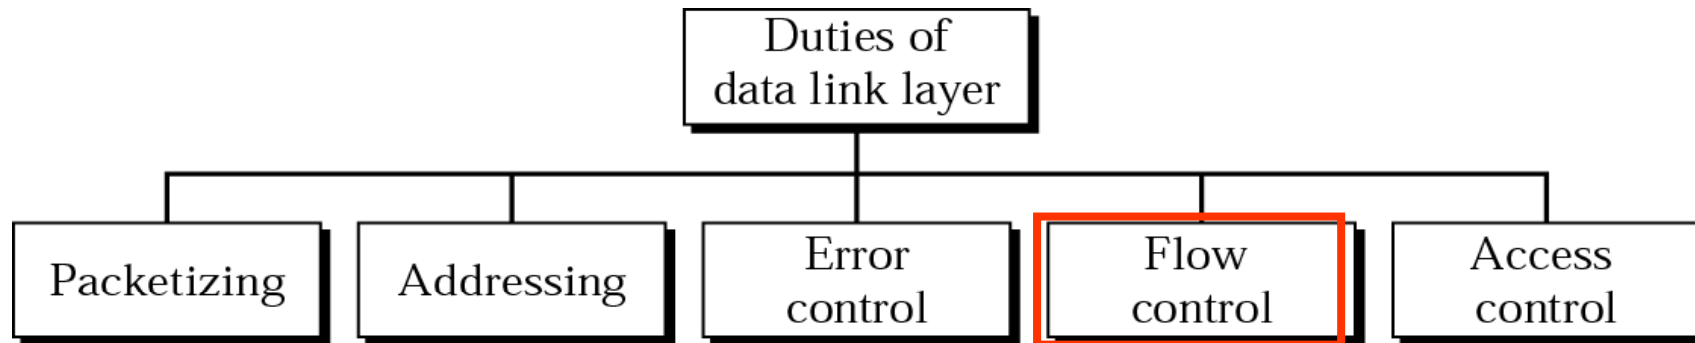 Duties of
data link layer
Packetizing
Addressing
Error
control
Flow
control
Access
control